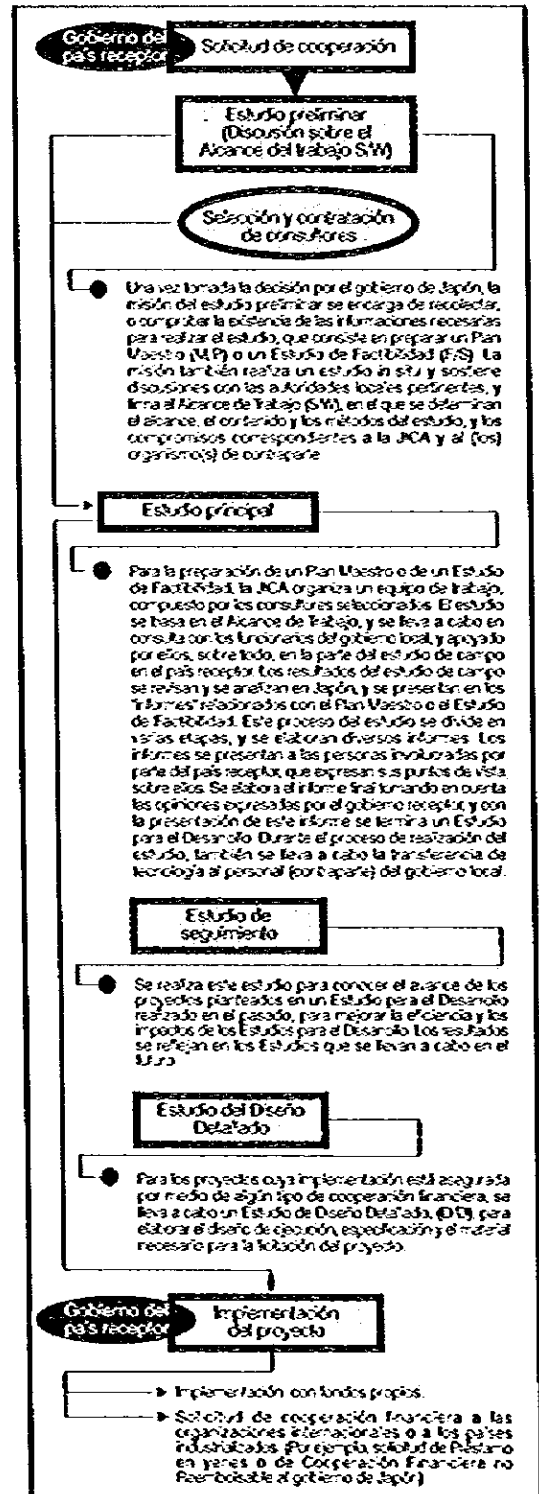 Gobierno del
país receptor
Solicitud de cooperación
Estudio preliminar
(Discusión sobre el
Alcance del trabajo S/W)
Selección y contratación
de consultores
Una vez tomada la decisión por el gobierno de Japón, la
misión del estudio preliminar se encarga de recolectar,
o comprobar la existencia de las informaciones necesarias
para realizar el estudio, que consiste en preparar un Plan
Maestro (M/P) o un Estudio de Factibilidad (F/S). La
misión también realiza un estudio in situ y sostiene
discusiones con las autoridades locales pertinentes, y
firma el Alcance de Trabajo (S/W), en el que se determinan
el alcance, el contenido y los métodos del estudio, y los
compromisos correspondientes a la JICA y al (los)
organismo(s) de contraparte.
Estudio principal
Para la preparación de un Plan Maestro o de un Estudio
de Factibilidad, la JICA organiza un equipo de trabajo,
compuesto por los consultores seleccionados. El estudio
se basa en el Alcance de Trabajo, y se lleva a cabo en
consulta con los funcionarios del gobierno local, y apoyado
por ellos, sobre todo, en la parte del estudio de campo
en el país receptor. Los resultados del estudio de campo
se revisan y se analizan en Japón, y se presentan en los
"informes" relacionados con el Plan Maestro o el Estudio
de Factibilidad. Este proceso del estudio se divide en
varias etapas, y se elaboran diversos informes. Los
informes se presentan a las personas involucradas por
parte del país receptor, que expresan sus puntos de vista
sobre ellos. Se elabora el informe final tomando en cuenta
las opiniones expresadas por el gobierno receptor, y con
la presentación de este informe se termina un Estudio
para el Desarrollo. Durante el proceso de realización del
estudio, también se lleva a cabo la transferencia de
tecnología al personal (contraparte) del gobierno local.
Estudio de
seguimiento
Se realiza este estudio para conocer el avance de los
proyectos planteados en un Estudio para el Desarrollo
realizado en el pasado, para mejorar la eficiencia y los
impactos de los Estudios para el Desarrollo. Los resultados
se reflejan en los Estudios que se llevan a cabo en el
futuro.
Estudio del Diseño
Detallado
Para los proyectos cuya implementación está asegurada
por medio de algún tipo de cooperación financiera, se
lleva a cabo un Estudio de Diseño Detallado, (D/D), para
elaborar el diseño de ejecución, especificación y el material
necesario para la licitación del proyecto.
Gobierno del
país receptor
Implementación
del proyecto
Implementación con fondos propios.
Solicitud de cooperación financiera a las
organizaciones internacionales o a los países
industrializados. (Por ejemplo, solicitud de Préstamo
en yenes o de Cooperación Financiera no
Reembolsable al gobierno de Japón)